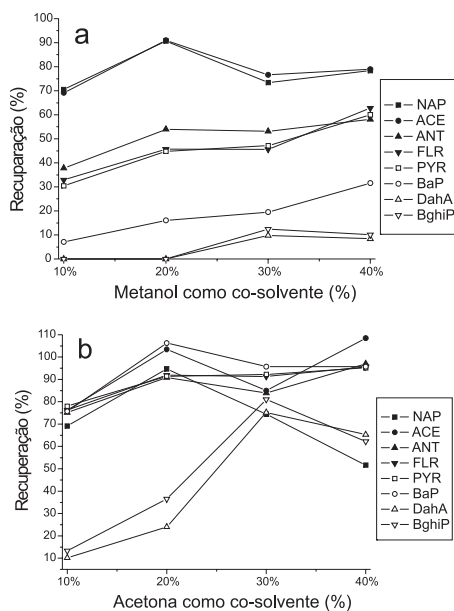 a
100
90
80
70
60
50
40
30
20
10
0
Recuparação (%)
10%
20%
30%
40%
Metanol como co-solvente (%)
NAP
ACE
ANT
FLR
PYR
BaP
DahA
BghiP
b
110
100
90
80
70
60
50
40
30
20
10
Recuperação (%)
10%
20%
30%
40%
Acetona como co-solvente (%)
NAP
ACE
ANT
FLR
PYR
BaP
DahA
BghiP